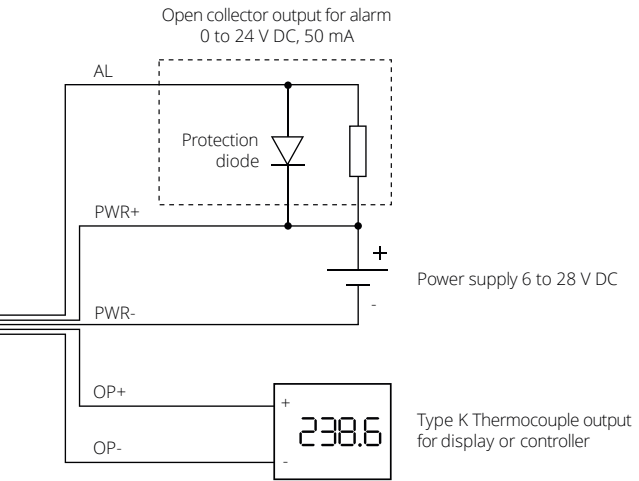 Open collector output for alarm
0 to 24 V DC, 50 mA
AL
Protection
diode
PWR+
+
Power supply 6 to 28 V DC
-
PWR-
OP+
+
238.6
Type K Thermocouple output
for display or controller
OP-
-